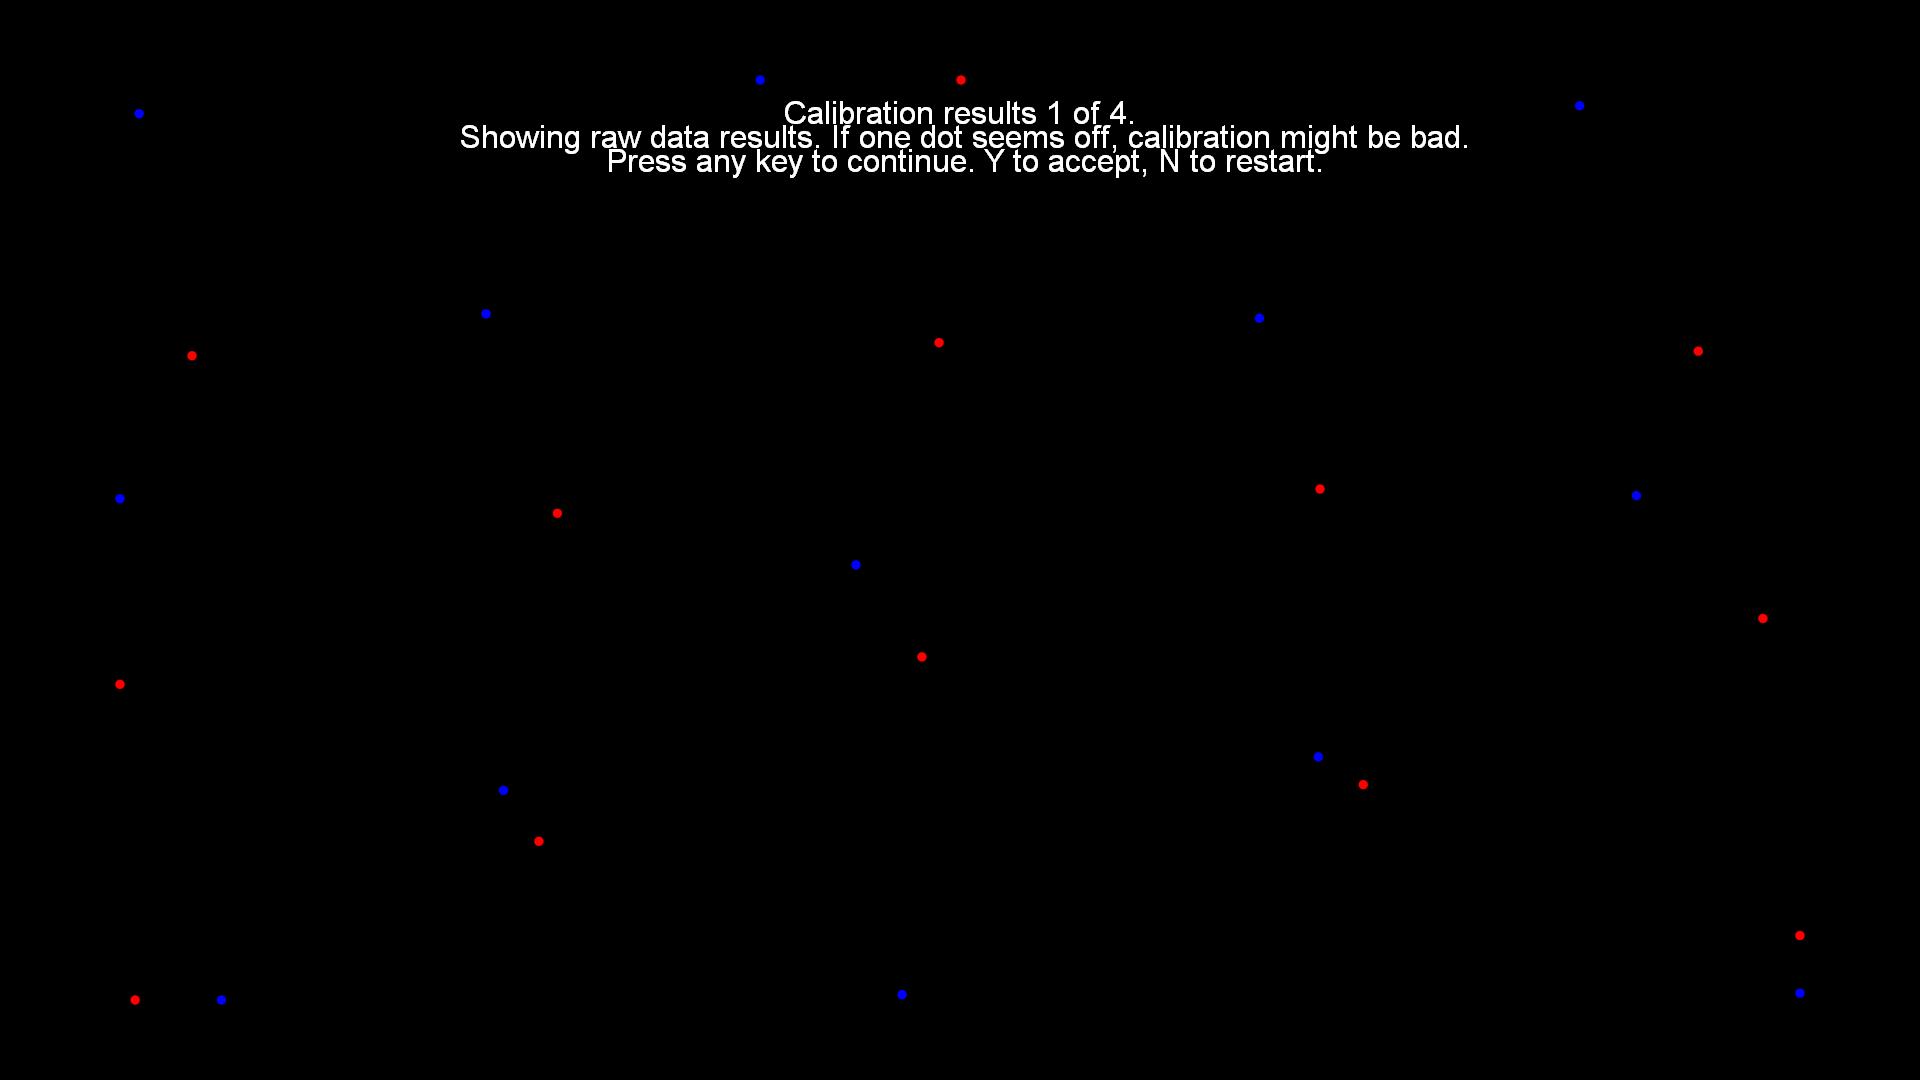 Calibration results 1 of 4.
Showing raw data results. If one dot seems off, calibration might be bad.
Press any key to continue. Y to accept, N to restart.